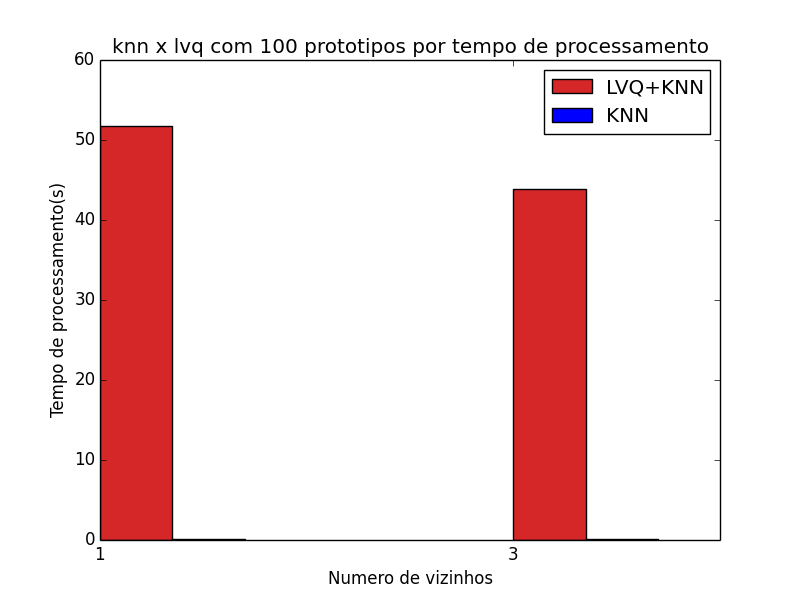 knn x lvq com 100 prototipos por tempo de processamento
60
50
40
30
20
10
0
Tempo de processamento(s)
LVQ+KNN
KNN
1
3
Numero de vizinhos